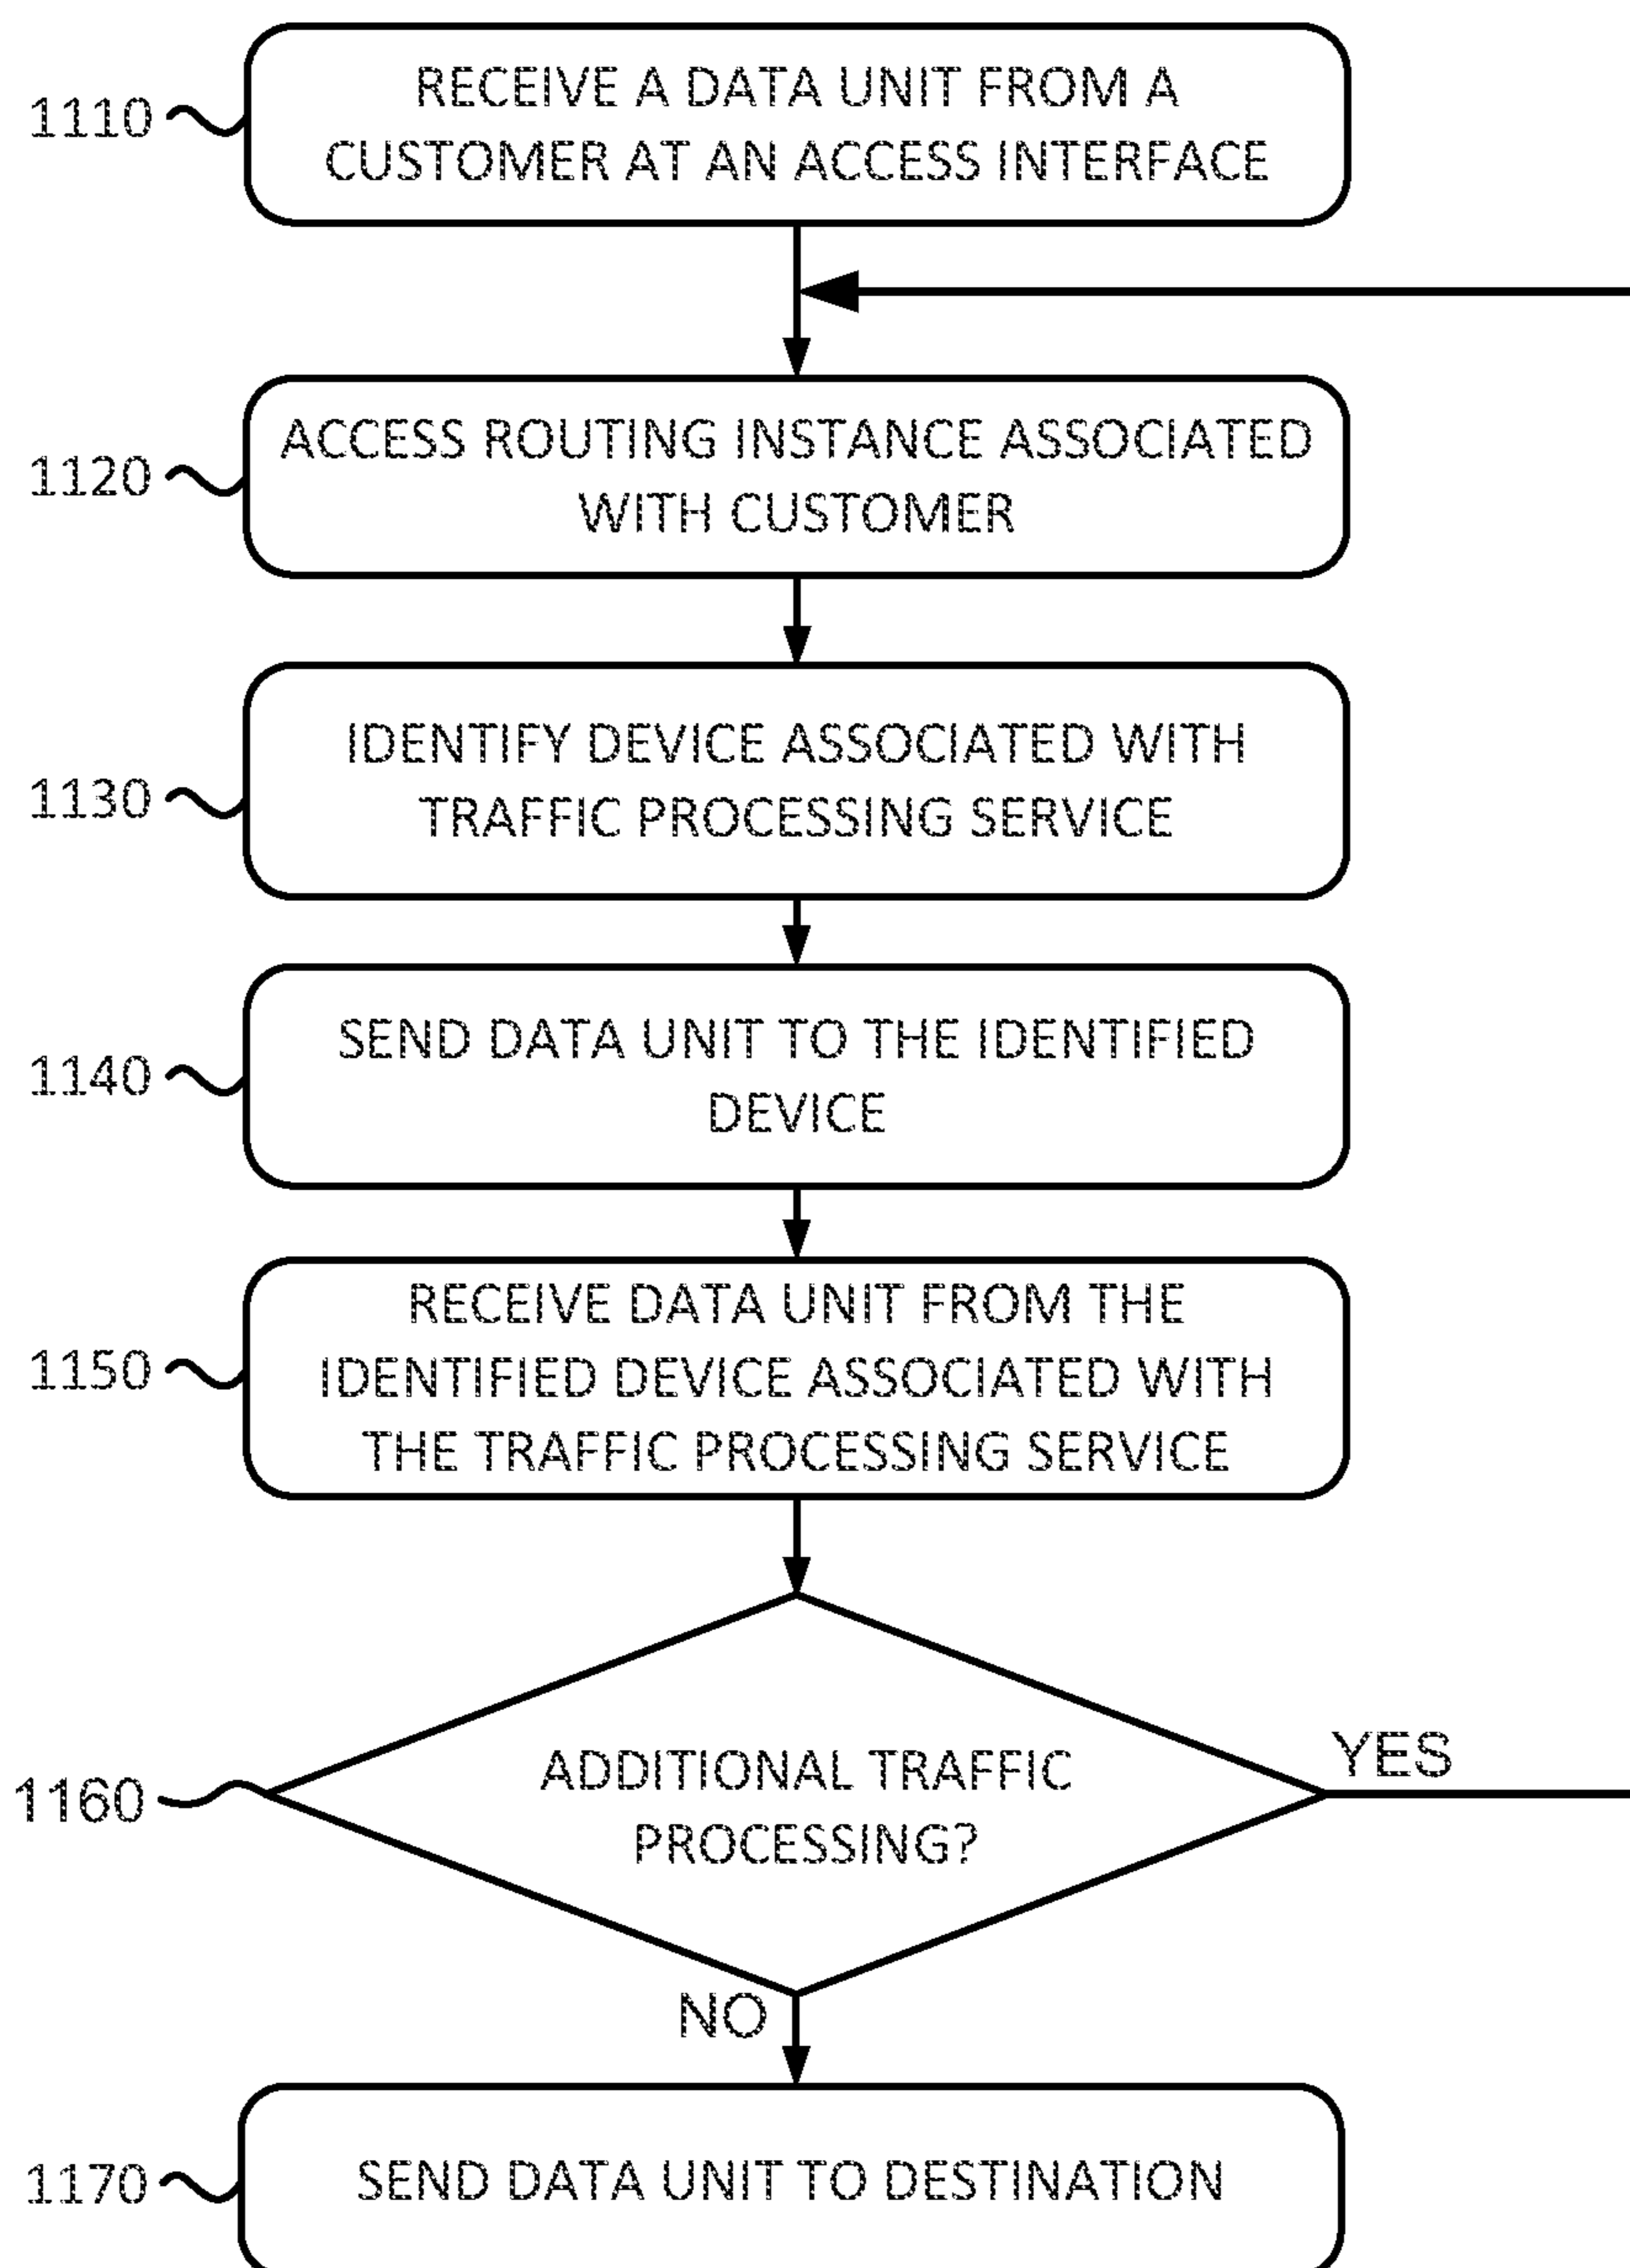 1110
RECEIVE A DATA UNIT FROM A
CUSTOMER AT AN ACCESS INTERFACE
1120
ACCESS ROUTING INSTANCE ASSOCIATED
WITH CUSTOMER
1130
IDENTIFY DEVICE ASSOCIATED WITH
TRAFFIC PROCESSING SERVICE
1140
SEND DATA UNIT TO THE IDENTIFIED
DEVICE
1150
RECEIVE DATA UNIT FROM THE
IDENTIFIED DEVICE ASSOCIATED WITH
THE TRAFFIC PROCESSING SERVICE
1160
ADDITIONAL TRAFFIC
PROCESSING?
YES
NO
1170
SEND DATA UNIT TO DESTINATION